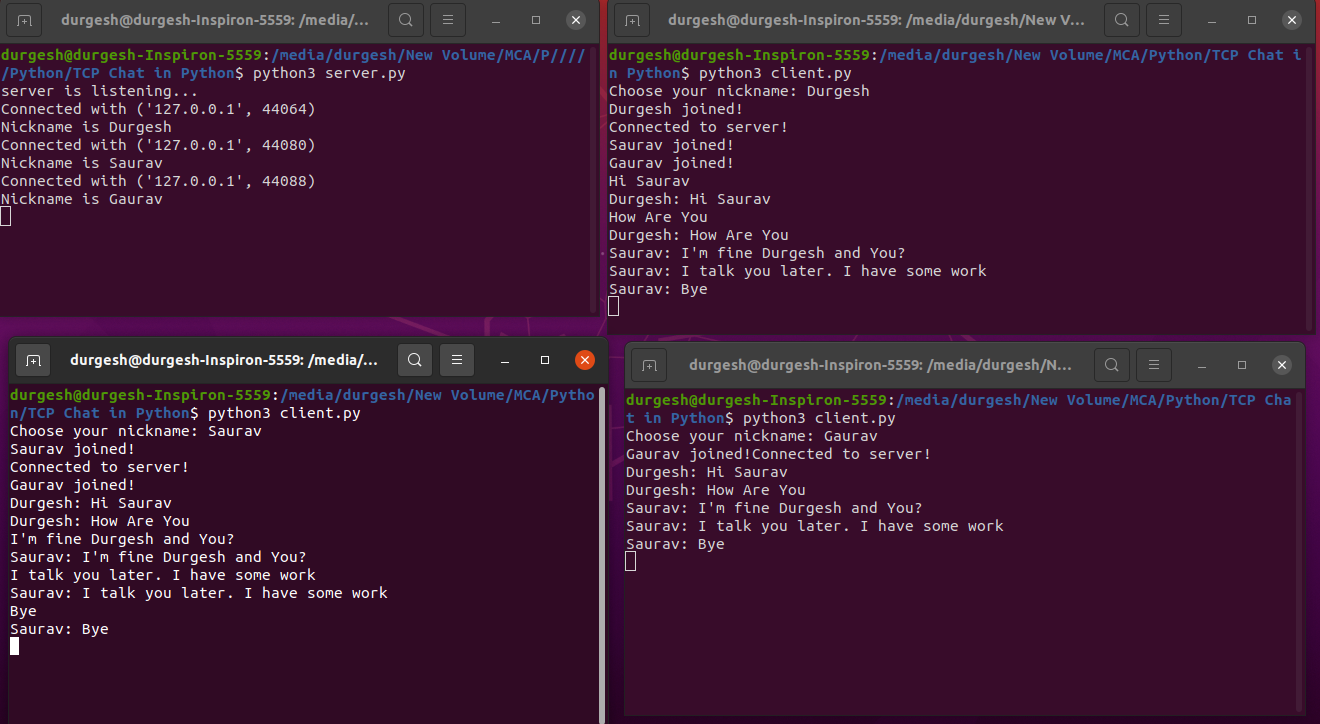 durgesh@durgesh-Inspiron-5559: /media/...
durgesh@durgesh-Inspiron-5559:/media/durgesh/New Volume/MCA/P////
/Python/TCP Chat in Python$ python3 server.py
server is listening...
Connected with ('127.0.0.1', 44064)
Nickname is Durgesh
Connected with ('127.0.0.1', 44080)
Nickname is Saurav
Connected with ('127.0.0.1', 44088)
Nickname is Gaurav
durgesh@durgesh-Inspiron-5559: /media/durgesh/New V...
durgesh@durgesh-Inspiron-5559:/media/durgesh/New Volume/MCA/Python/TCP Chat i
n Python$ python3 client.py
Choose your nickname: Durgesh
Durgesh joined!
Connected to server!
Saurav joined!
Gaurav joined!
Hi Saurav
Durgesh: Hi Saurav
How Are You
Durgesh: How Are You
Saurav: I'm fine Durgesh and You?
Saurav: I talk you later. I have some work
Saurav: Bye
durgesh@durgesh-Inspiron-5559: /media/...
durgesh@durgesh-Inspiron-5559:/media/durgesh/New Volume/MCA/Pytho
n/TCP Chat in Python$ python3 client.py
Choose your nickname: Saurav
Saurav joined!
Connected to server!
Gaurav joined!
Durgesh: Hi Saurav
Durgesh: How Are You
I'm fine Durgesh and You?
Saurav: I'm fine Durgesh and You?
I talk you later. I have some work
Saurav: I talk you later. I have some work
Bye
Saurav: Bye
durgesh@durgesh-Inspiron-5559: /media/durgesh/N...
durgesh@durgesh-Inspiron-5559:/media/durgesh/New Volume/MCA/Python/TCP Cha
t in Python$ python3 client.py
Choose your nickname: Gaurav
Gaurav joined!Connected to server!
Durgesh: Hi Saurav
Durgesh: How Are You
Saurav: I'm fine Durgesh and You?
Saurav: I talk you later. I have some work
Saurav: Bye